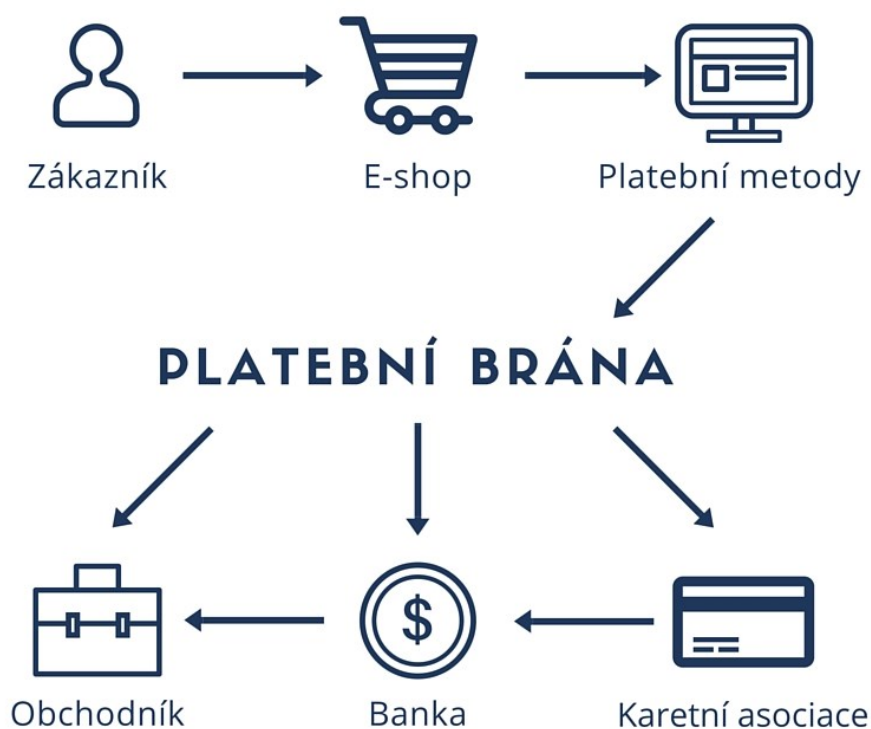 Zákazník
E-shop
Platební metody
PLATEBNÍ BRÁNA
$
Obchodník
Banka
Karetní asociace